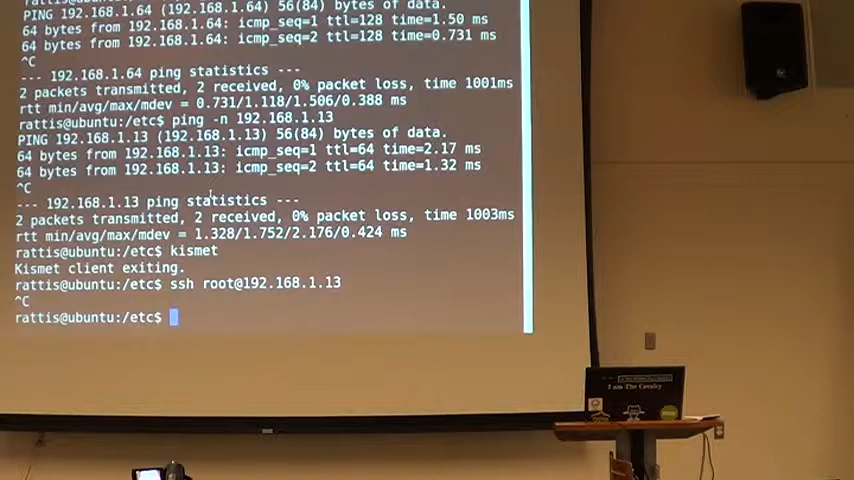 PING 192.168.1.64 (192.168.1.64) 56(84) bytes of data.
64 bytes from 192.168.1.64: icmp_seq=1 ttl=128 time=1.50 ms
64 bytes from 192.168.1.64: icmp_seq=2 ttl=128 time=0.731 ms
^C
--- 192.168.1.64 ping statistics ---
2 packets transmitted, 2 received, 0% packet loss, time 1001ms
rtt min/avg/max/mdev = 0.731/1.118/1.506/0.388 ms
rattis@ubuntu:/etc$ ping -n 192.168.1.13
PING 192.168.1.13 (192.168.1.13) 56(84) bytes of data.
64 bytes from 192.168.1.13: icmp_seq=1 ttl=64 time=2.17 ms
64 bytes from 192.168.1.13: icmp_seq=2 ttl=64 time=1.32 ms
^C
--- 192.168.1.13 ping statistics ---
2 packets transmitted, 2 received, 0% packet loss, time 1003ms
rtt min/avg/max/mdev = 1.328/1.752/2.176/0.424 ms
rattis@ubuntu:/etc$ kismet
Kismet client exiting.
rattis@ubuntu:/etc$ ssh root@192.168.1.13
^C
rattis@ubuntu:/etc$
I am The Cavalry